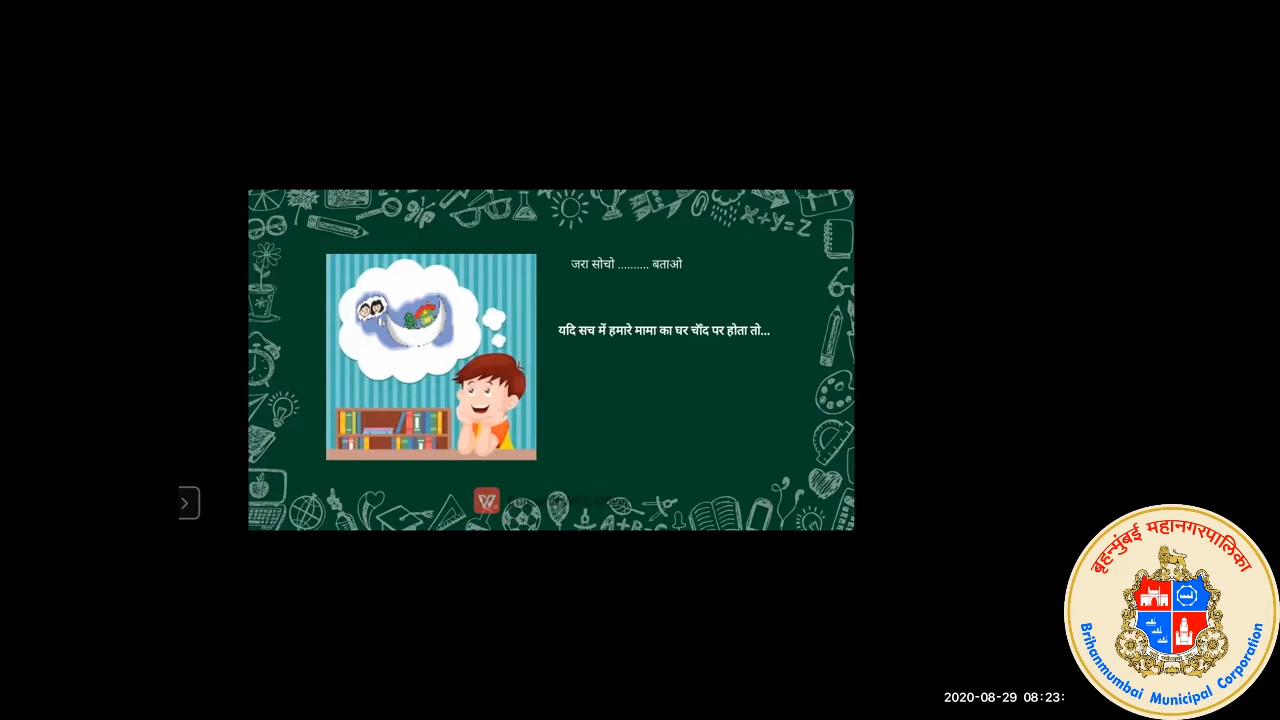 जरा सोचो .......... बताओ
यदि सच में हमारे मामा का घर चाँद पर होता तो...
x+y=z
बृहन्मुंबई महानगरपालिका
Brihanmumbai Municipal Corporation
2020-08-29 08:23: